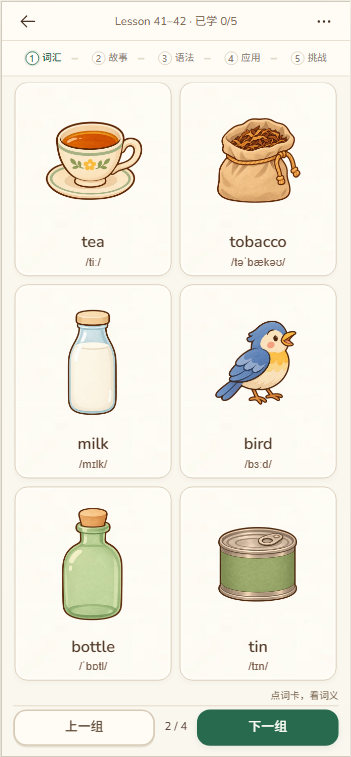 Lesson 41–42 · 已学 0/5
1 词汇 – 2 故事 – 3 语法 – 4 应用 – 5 挑战
tea tobacco
/tiː/ /təˈbækəʊ/
milk bird
/mɪlk/ /bɜːd/
bottle tin
/ˈbɒtl/ /tɪn/
点词卡，看词义
上一组 2 / 4 下一组